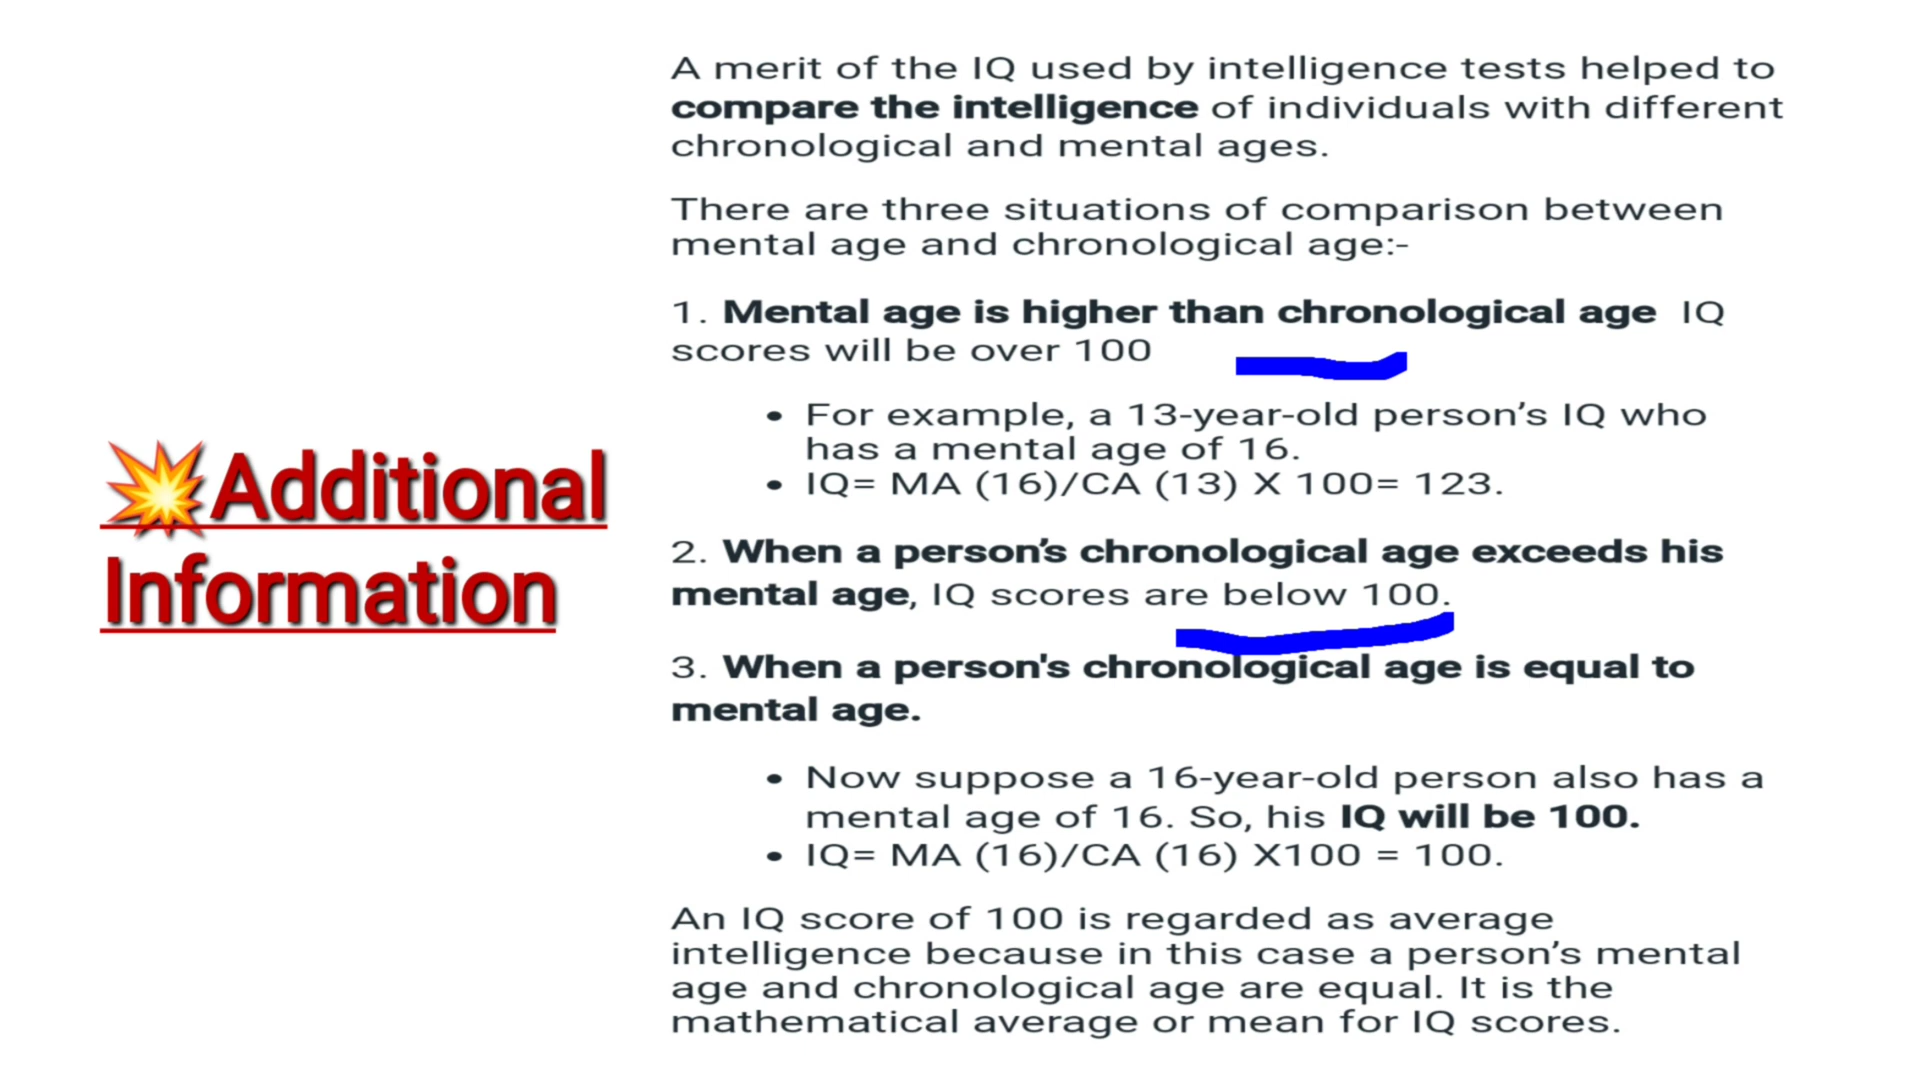 💥Additional
Information
A merit of the IQ used by intelligence tests helped to
compare the intelligence of individuals with different
chronological and mental ages.
There are three situations of comparison between
mental age and chronological age:-
1. Mental age is higher than chronological age  IQ
scores will be over 100
• For example, a 13-year-old person’s IQ who
has a mental age of 16.
• IQ= MA (16)/CA (13) X 100= 123.
2. When a person’s chronological age exceeds his
mental age, IQ scores are below 100.
3. When a person's chronological age is equal to
mental age.
• Now suppose a 16-year-old person also has a
mental age of 16. So, his IQ will be 100.
• IQ= MA (16)/CA (16) X100 = 100.
An IQ score of 100 is regarded as average
intelligence because in this case a person’s mental
age and chronological age are equal. It is the
mathematical average or mean for IQ scores.